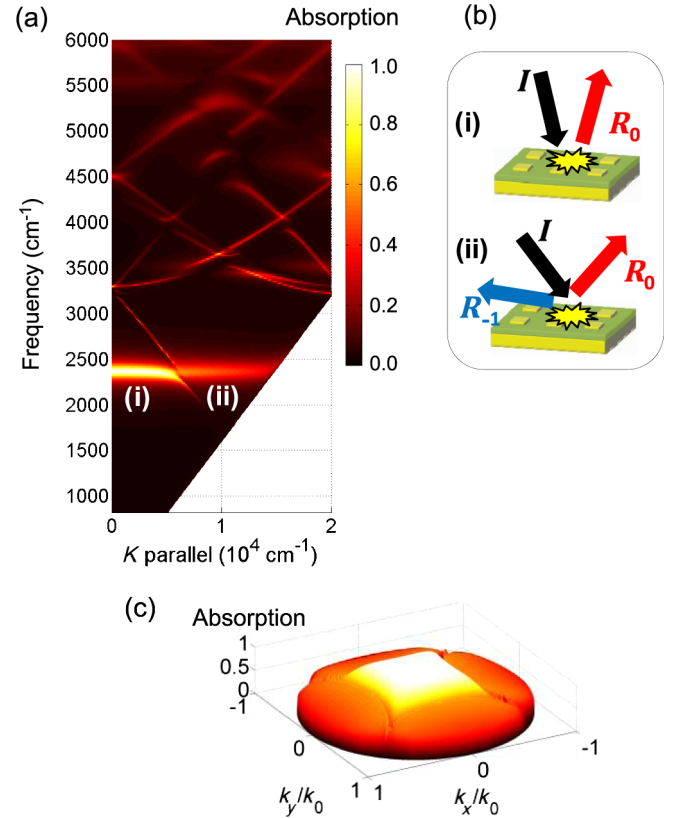 (a)
Absorption
(b)
6000
5500
5000
4500
4000
3500
3000
2500
2000
1500
1000
Frequency (cm⁻¹)
1.0
0.8
0.6
0.4
0.2
0.0
(i)
(ii)
0
1
2
K parallel (10⁴ cm⁻¹)
(i)
I
R₀
(ii)
I
R₀
R₋₁
(c)
Absorption
1
0.5
0
-1
0
1
k_y/k₀
1
0
-1
k_x/k₀